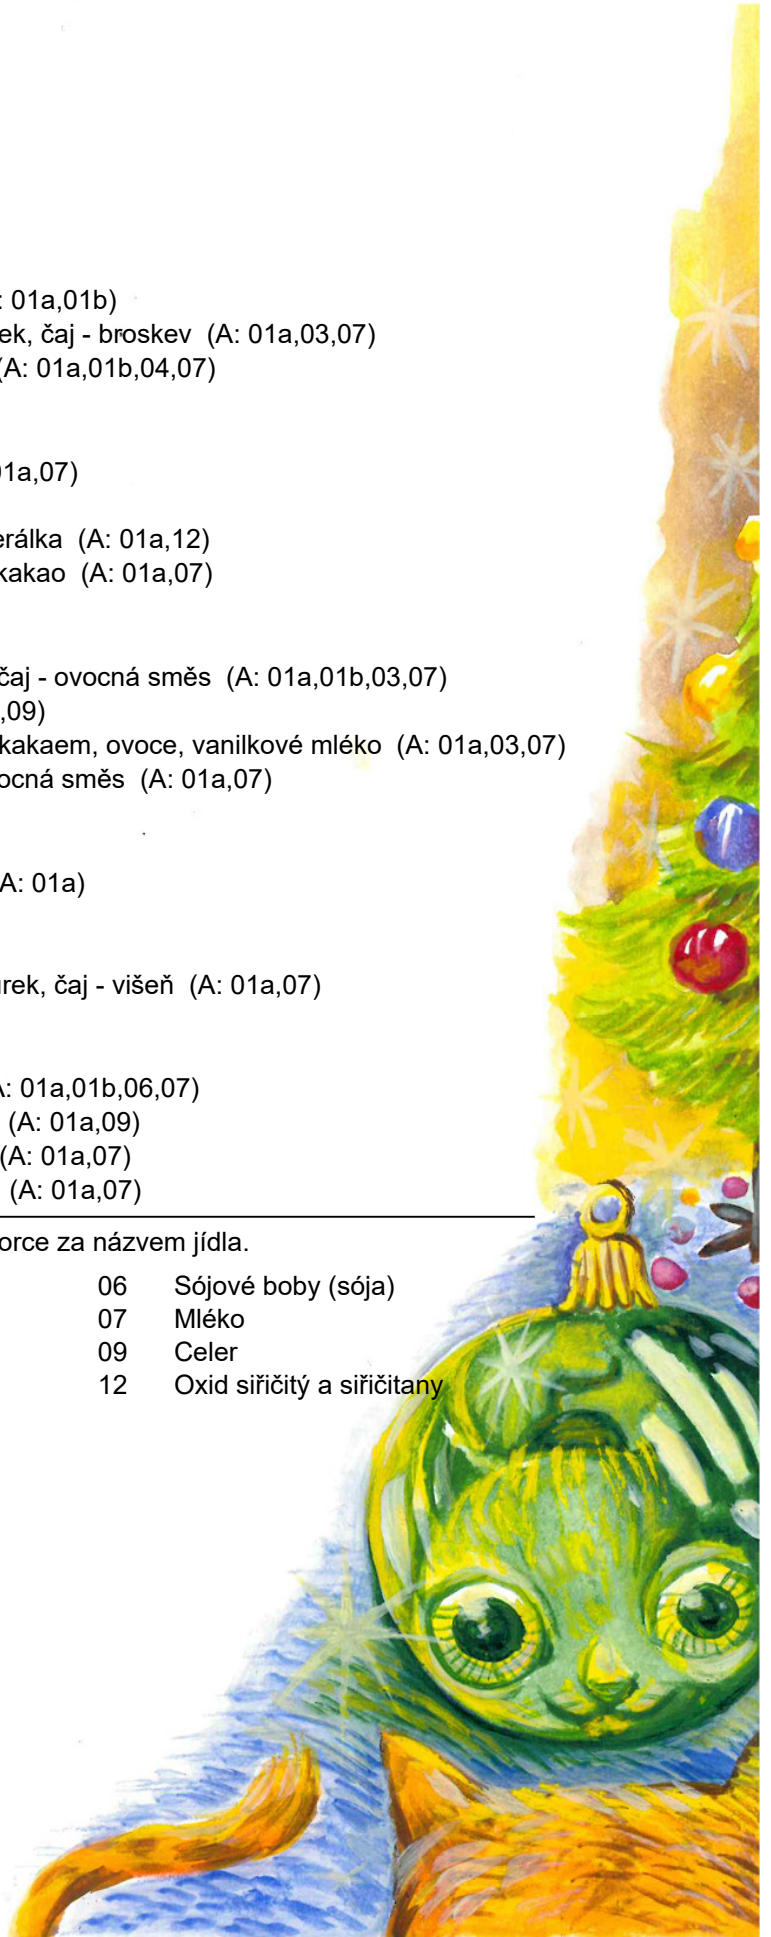 : 01a,01b)
ek, čaj - broskev (A: 01a,03,07)
(A: 01a,01b,04,07)
01a,07)
erálka (A: 01a,12)
kakao (A: 01a,07)
čaj - ovocná směs (A: 01a,01b,03,07)
,09)
kakaem, ovoce, vanilkové mléko (A: 01a,03,07)
ocná směs (A: 01a,07)
A: 01a)
urek, čaj - višeň (A: 01a,07)
A: 01a,01b,06,07)
(A: 01a,09)
(A: 01a,07)
(A: 01a,07)
orce za názvem jídla.
06 Sójové boby (sója)
07 Mléko
09 Celer
12 Oxid siřičitý a siřičitany